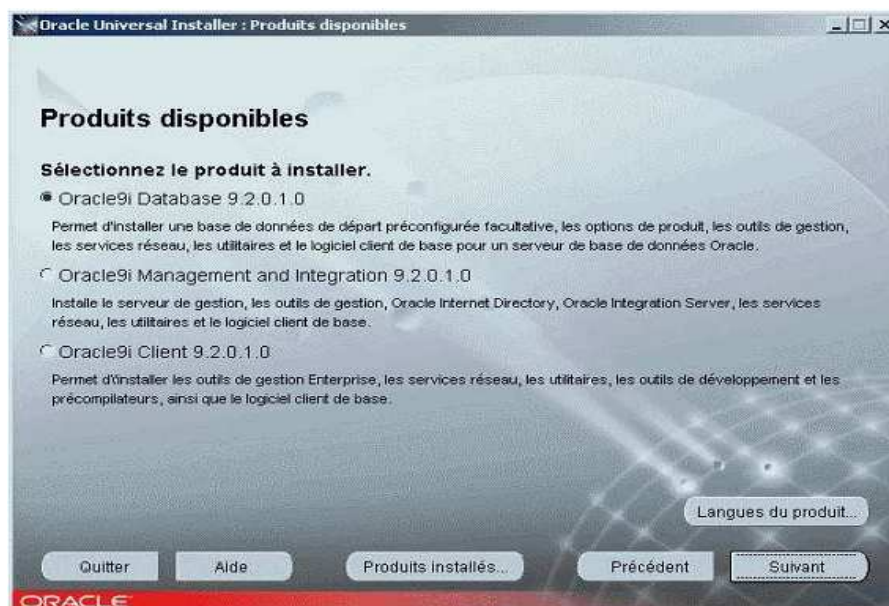 Oracle Universal Installer : Produits disponibles
Produits disponibles
Sélectionnez le produit à installer.
Oracle9i Database 9.2.0.1.0
Permet d'installer une base de données de départ préconfigurée facultative, les options de produit, les outils de gestion,
les services réseau, les utilitaires et le logiciel client de base pour un serveur de base de données Oracle.
Oracle9i Management and Integration 9.2.0.1.0
Installe le serveur de gestion, les outils de gestion, Oracle Internet Directory, Oracle Integration Server, les services
réseau, les utilitaires et le logiciel client de base.
Oracle9i Client 9.2.0.1.0
Permet d'installer les outils de gestion Enterprise, les services réseau, les utilitaires, les outils de développement et les
précompilateurs, ainsi que le logiciel client de base.
Langues du produit...
Quitter Aide Produits installés... Précédent Suivant
ORACLE